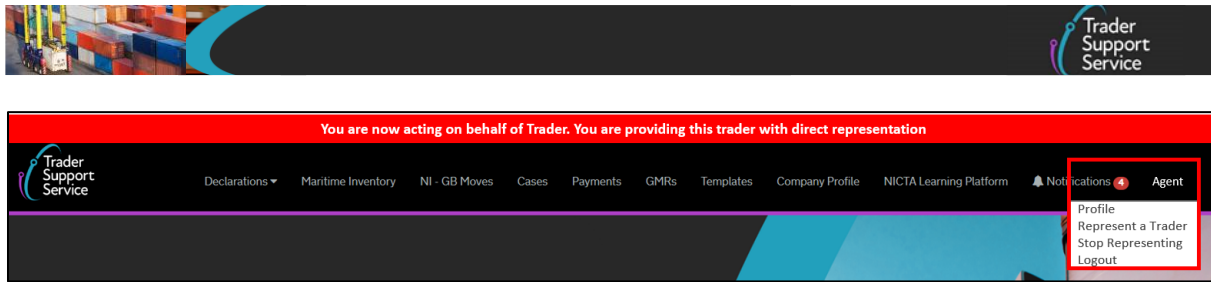 Trader
Support
Service
You are now acting on behalf of Trader. You are providing this trader with direct representation
Trader
Support
Service
Declarations Maritime Inventory NI - GB Moves Cases Payments GMRs Templates Company Profile NICTA Learning Platform Notifications 4 Agent
Profile
Represent a Trader
Stop Representing
Logout